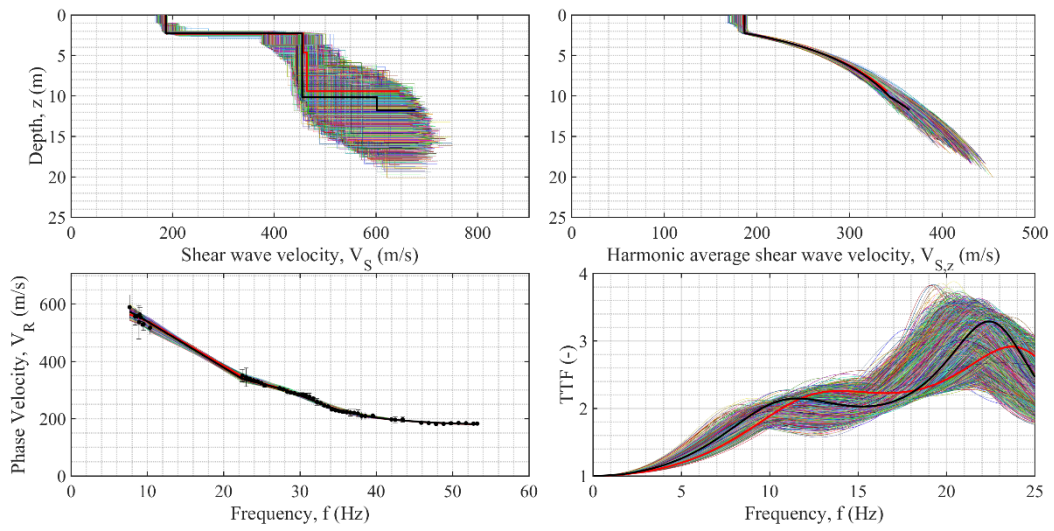 0
5
10
15
20
25
Depth, z (m)
0 200 400 600 800
Shear wave velocity, V_S (m/s)
0
5
10
15
20
25
0 100 200 300 400 500
Harmonic average shear wave velocity, V_S,z (m/s)
600
400
200
0
Phase Velocity, V_R (m/s)
0 10 20 30 40 50 60
Frequency, f (Hz)
4
3
2
1
TTF (-)
0 5 10 15 20 25
Frequency, f (Hz)